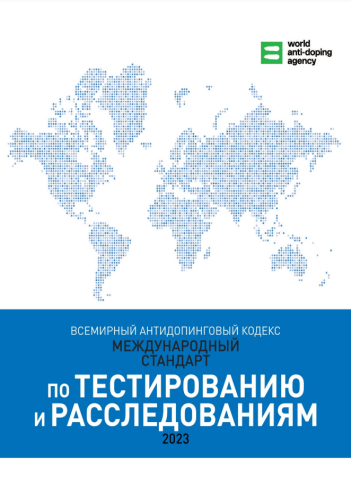 world
anti-doping
agency
ВСЕМИРНЫЙ АНТИДОПИНГОВЫЙ КОДЕКС
МЕЖДУНАРОДНЫЙ
СТАНДАРТ
по ТЕСТИРОВАНИЮ
и РАССЛЕДОВАНИЯМ
2023